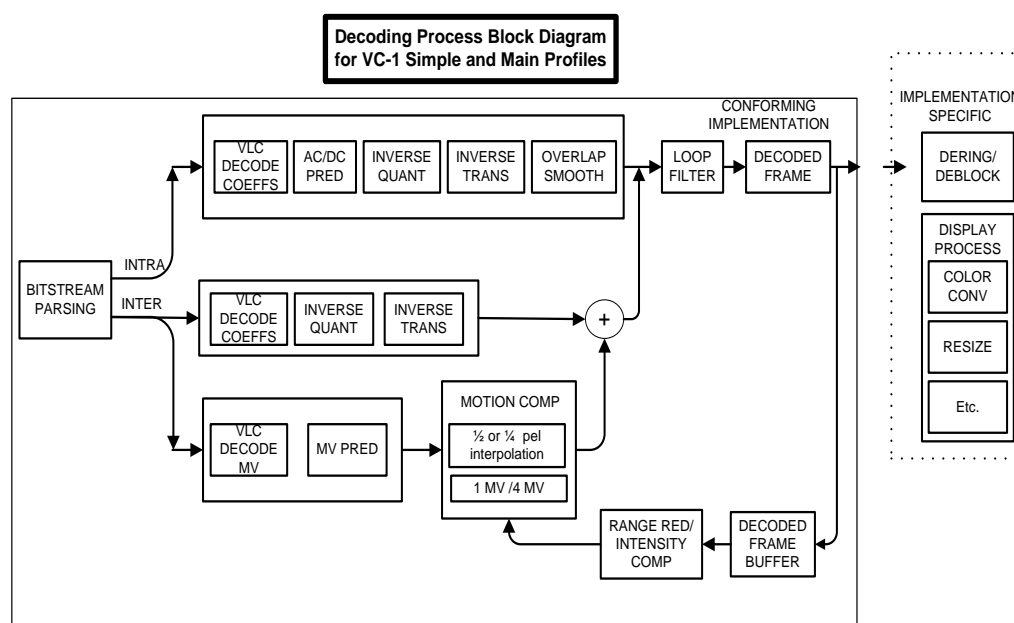 Decoding Process Block Diagram
for VC-1 Simple and Main Profiles
CONFORMING
IMPLEMENTATION
IMPLEMENTATION
SPECIFIC
VLC
DECODE
COEFFS
AC/DC
PRED
INVERSE
QUANT
INVERSE
TRANS
OVERLAP
SMOOTH
LOOP
FILTER
DECODED
FRAME
DERING/
DEBLOCK
DISPLAY
PROCESS
COLOR
CONV
RESIZE
Etc.
BITSTREAM
PARSING
INTRA
INTER
VLC
DECODE
COEFFS
INVERSE
QUANT
INVERSE
TRANS
+
VLC
DECODE
MV
MV PRED
MOTION COMP
½ or ¼ pel
interpolation
1 MV /4 MV
RANGE RED/
INTENSITY
COMP
DECODED
FRAME
BUFFER